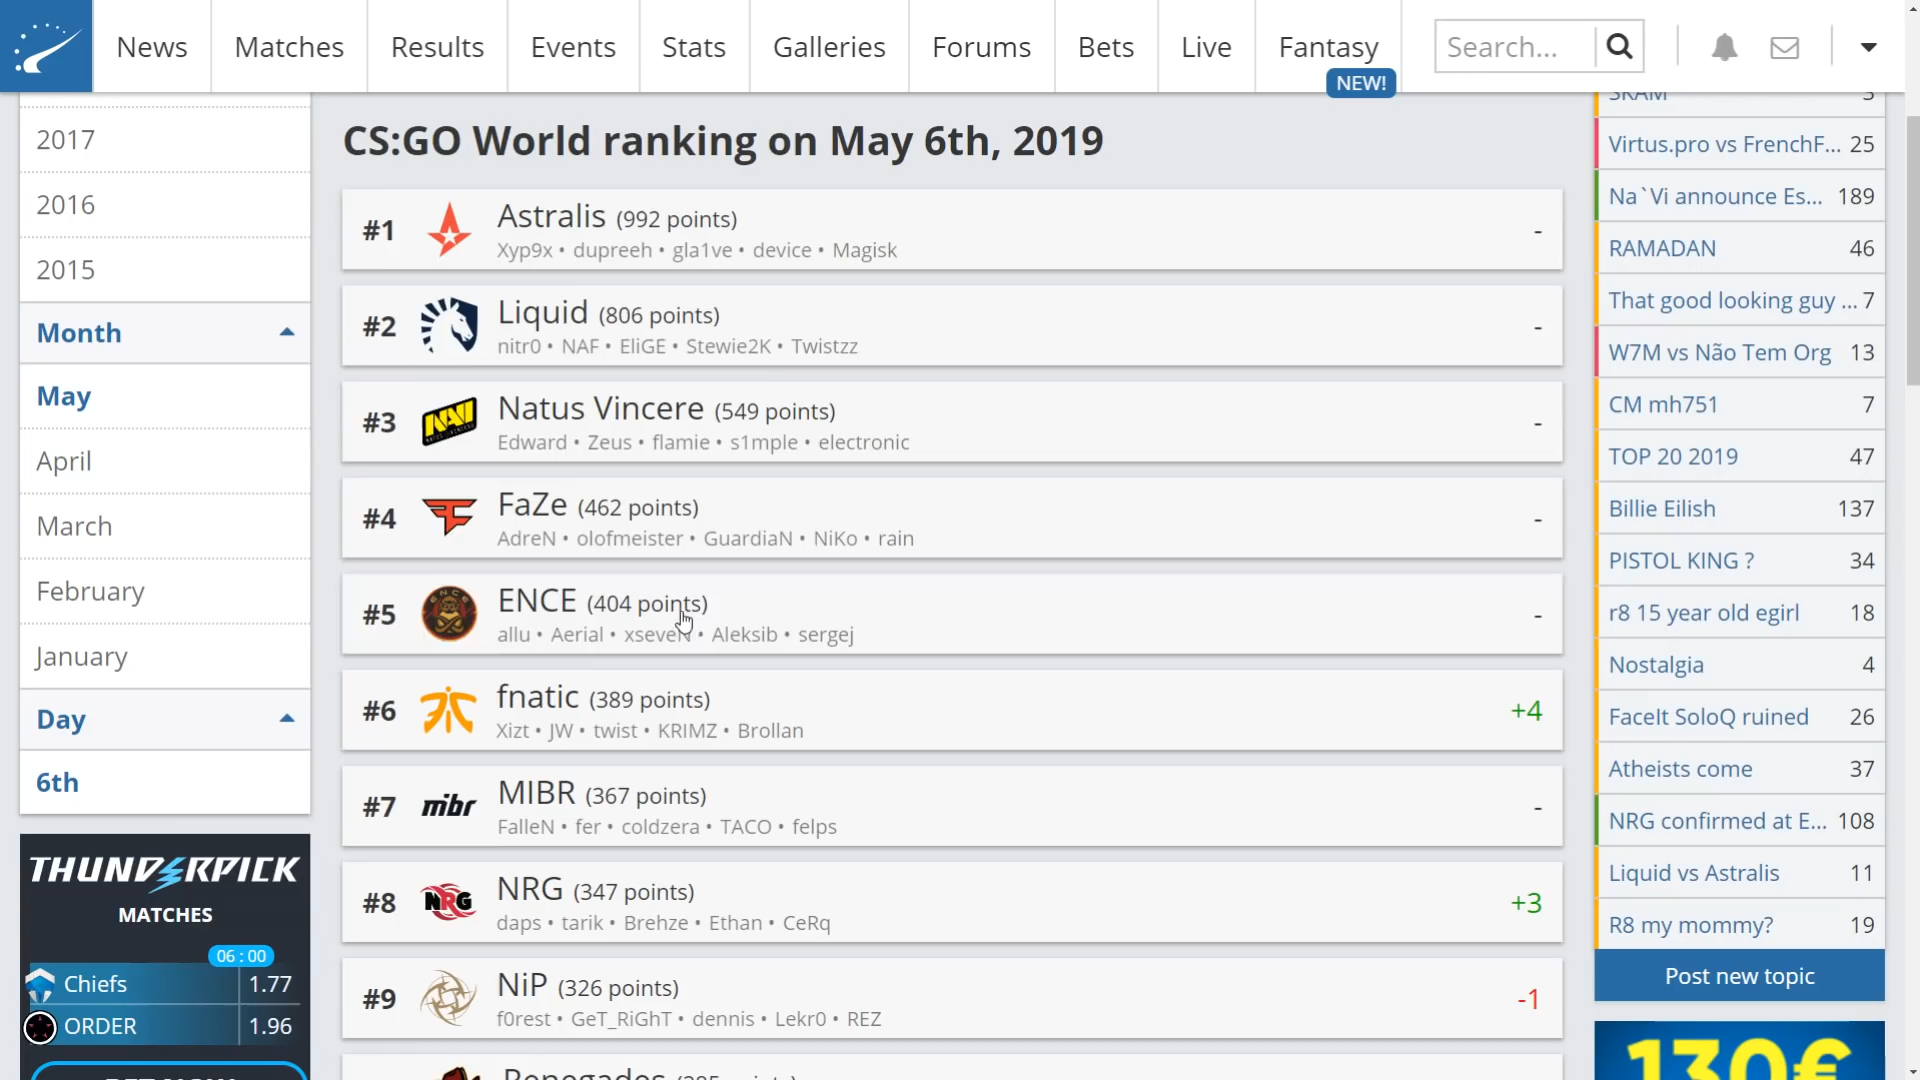 News
Matches
Results
Events
Stats
Galleries
Forums
Bets
Live
Fantasy
NEW!
Search...
2017
2016
2015
Month
May
April
March
February
January
Day
6th
THUNDERPICK
MATCHES
06:00
Chiefs 1.77
ORDER 1.96
CS:GO World ranking on May 6th, 2019
#1 Astralis (992 points) -
Xyp9x • dupreeh • gla1ve • device • Magisk
#2 Liquid (806 points) -
nitr0 • NAF • EliGE • Stewie2K • Twistzz
#3 Natus Vincere (549 points) -
NAVI
Edward • Zeus • flamie • s1mple • electronic
#4 FaZe (462 points) -
AdreN • olofmeister • GuardiaN • NiKo • rain
#5 ENCE (404 points) -
ENCE
allu • Aerial • xseveN • Aleksib • sergej
#6 fnatic (389 points) +4
Xizt • JW • twist • KRIMZ • Brollan
#7 mibr MIBR (367 points) -
FalleN • fer • coldzera • TACO • felps
#8 NRG NRG (347 points) +3
daps • tarik • Brehze • Ethan • CeRq
#9 NiP (326 points) -1
f0rest • GeT_RiGhT • dennis • Lekr0 • REZ
Renegades
SKAM 3
Virtus.pro vs FrenchF... 25
Na`Vi announce Es... 189
RAMADAN 46
That good looking guy ... 7
W7M vs Não Tem Org 13
CM mh751 7
TOP 20 2019 47
Billie Eilish 137
PISTOL KING ? 34
r8 15 year old egirl 18
Nostalgia 4
FaceIt SoloQ ruined 26
Atheists come 37
NRG confirmed at E... 108
Liquid vs Astralis 11
R8 my mommy? 19
Post new topic
130€